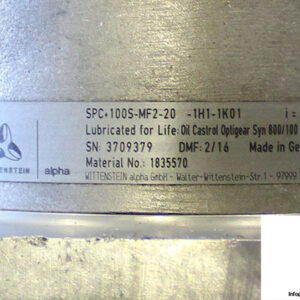 SPC+100S-MF2-20 -1H1-1K01 i =
Lubricated for Life: Oil Castrol Optigear Syn 800/100
SN: 3709379 DMF: 2/16 Made in Ge
TENSTEIN alpha Material No.: 1835570
WITTENSTEIN alpha GmbH - Walter-Wittenstein-Str.1 - 97999